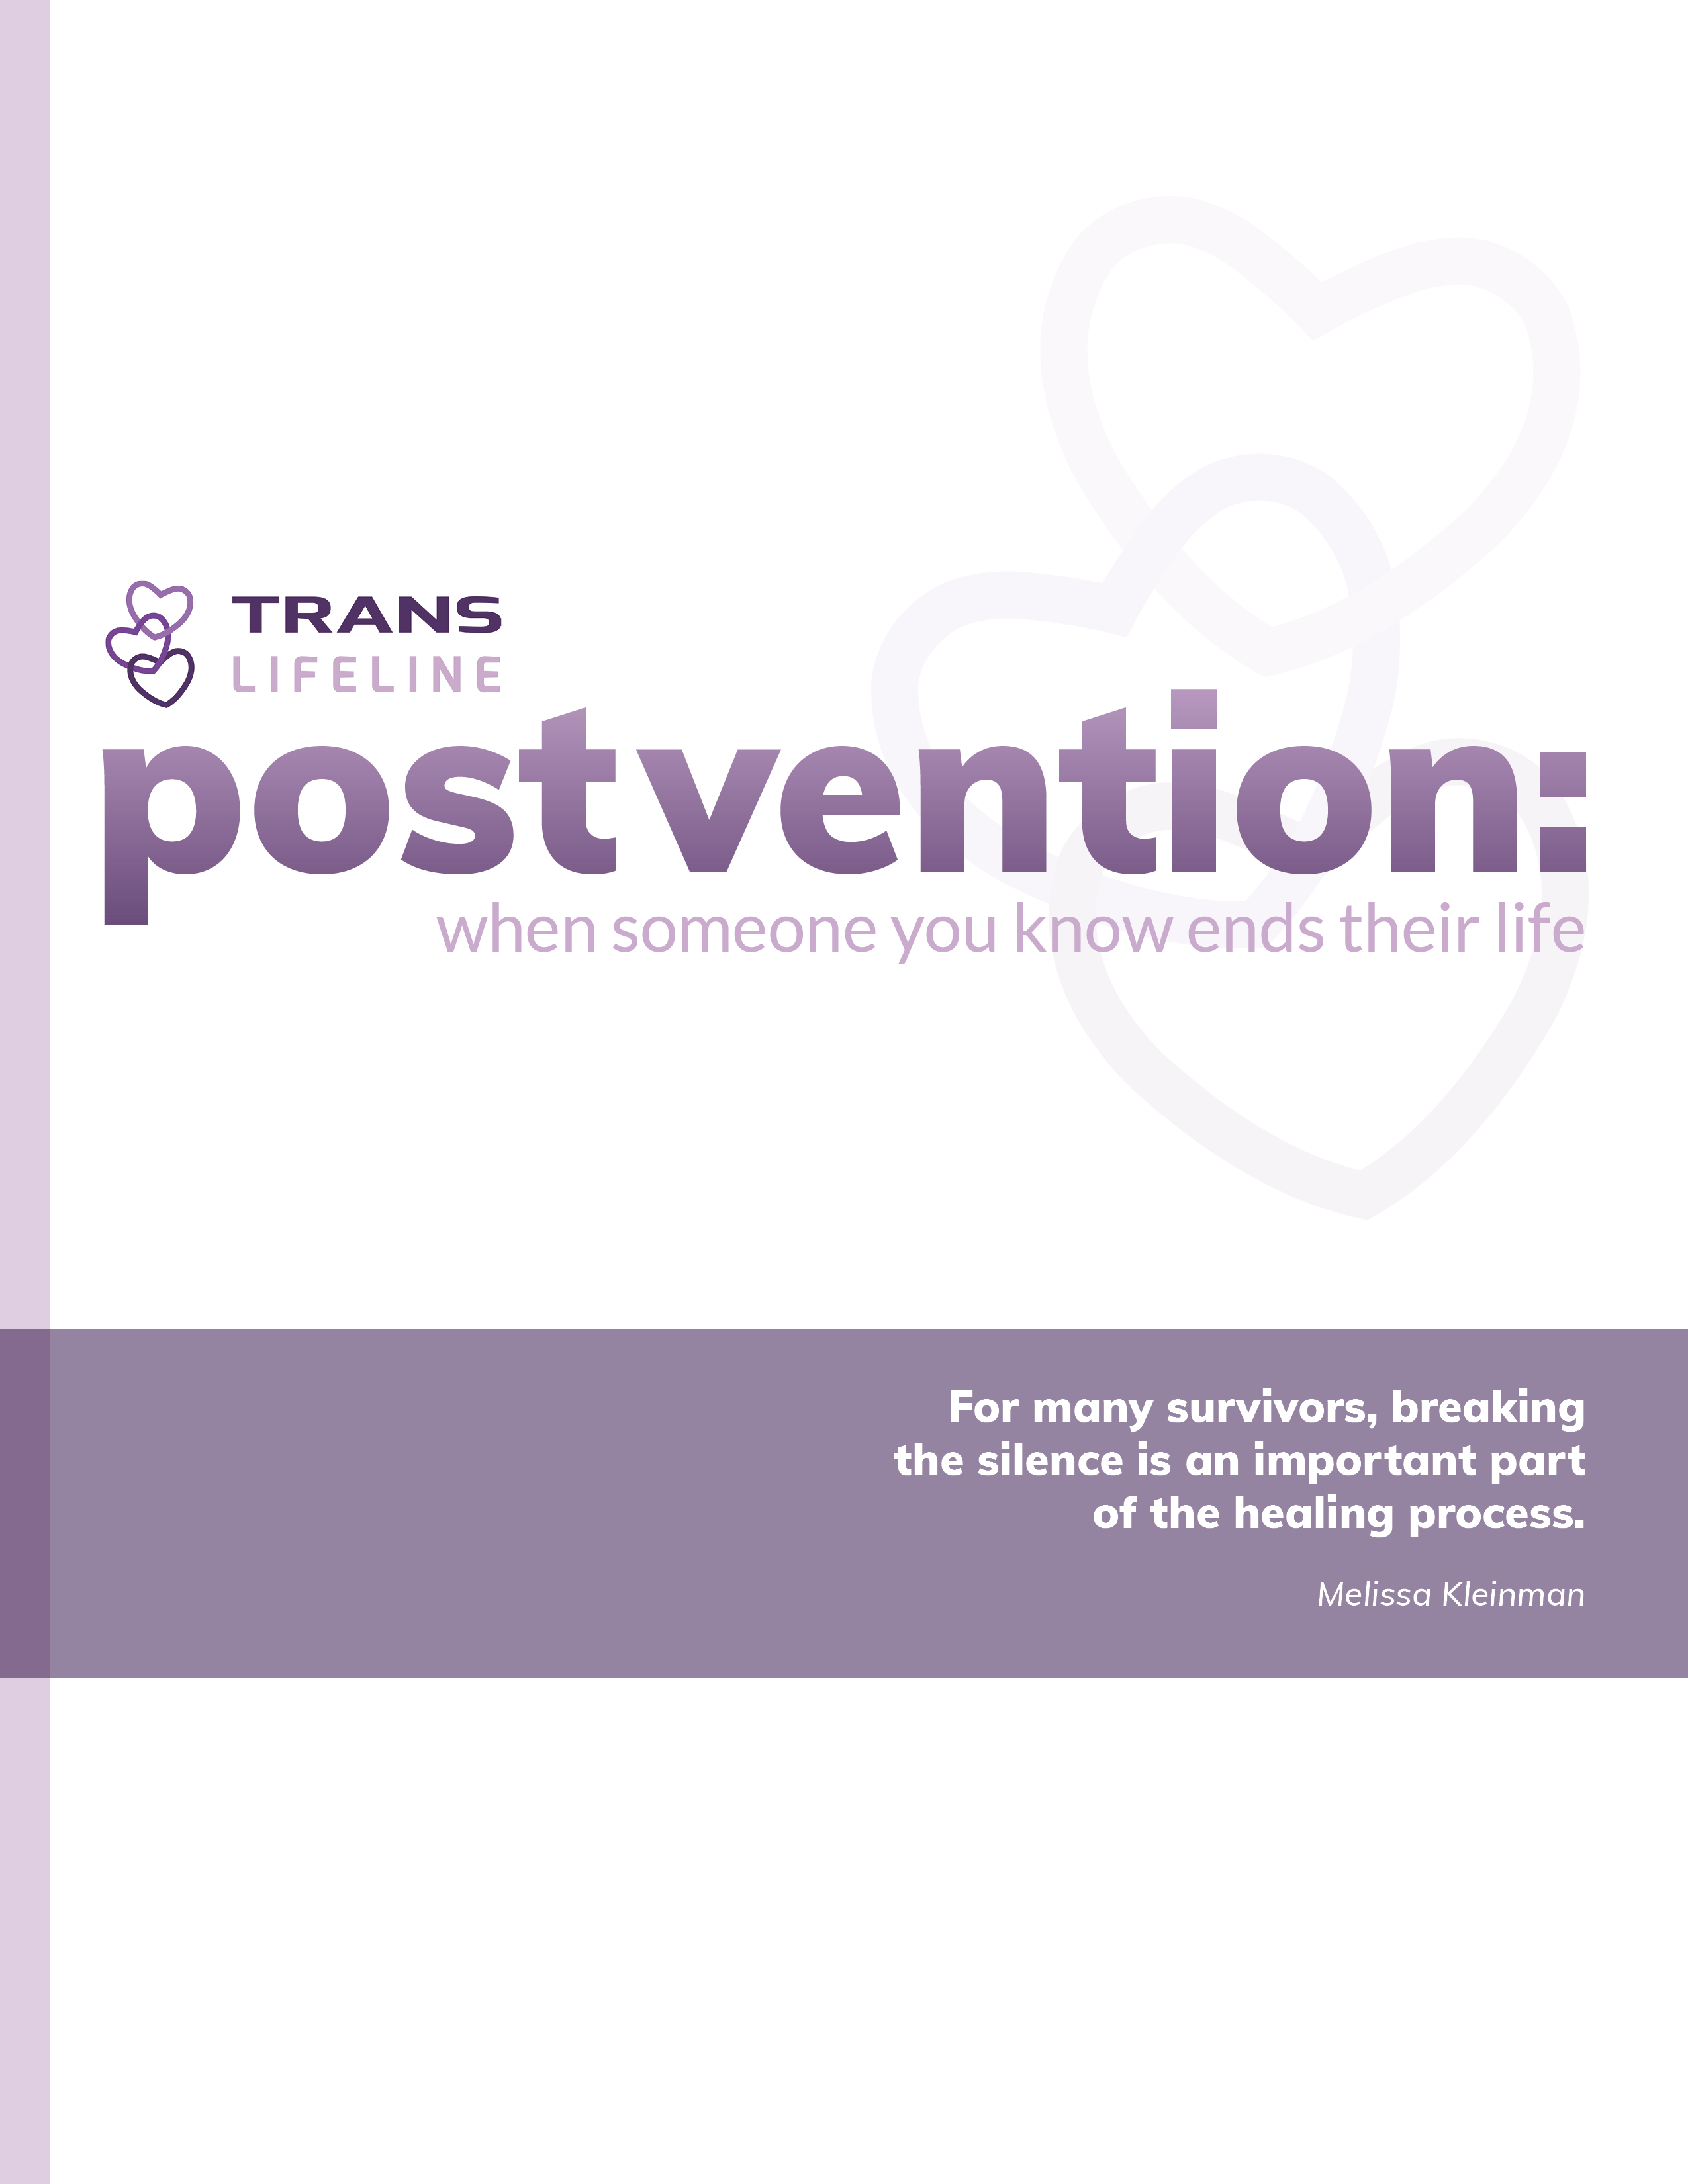 TRANS
LIFELINE
postvention:
when someone you know ends their life
For many survivors, breaking
the silence is an important part
of the healing process.
Melissa Kleinman